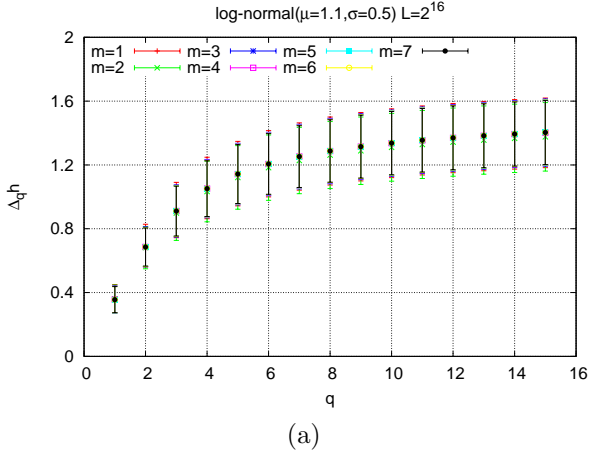 log-normal(μ=1.1,σ=0.5) L=2^16
2
m=1 m=3 m=5 m=7
m=2 m=4 m=6
1.6
1.2
Δqh
0.8
0.4
0
0 2 4 6 8 10 12 14 16
q
(a)